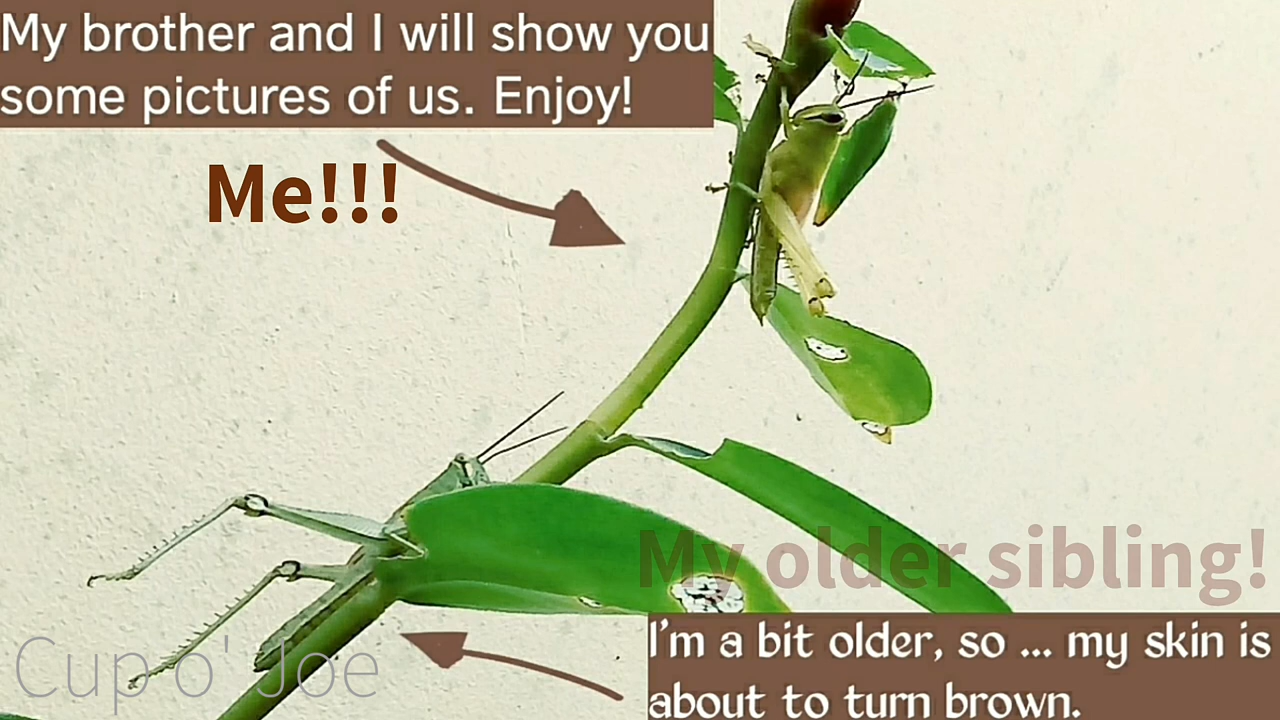 My brother and I will show you
some pictures of us. Enjoy!
Me!!!
My older sibling!
I'm a bit older, so ... my skin is
about to turn brown.
Cup o' Joe